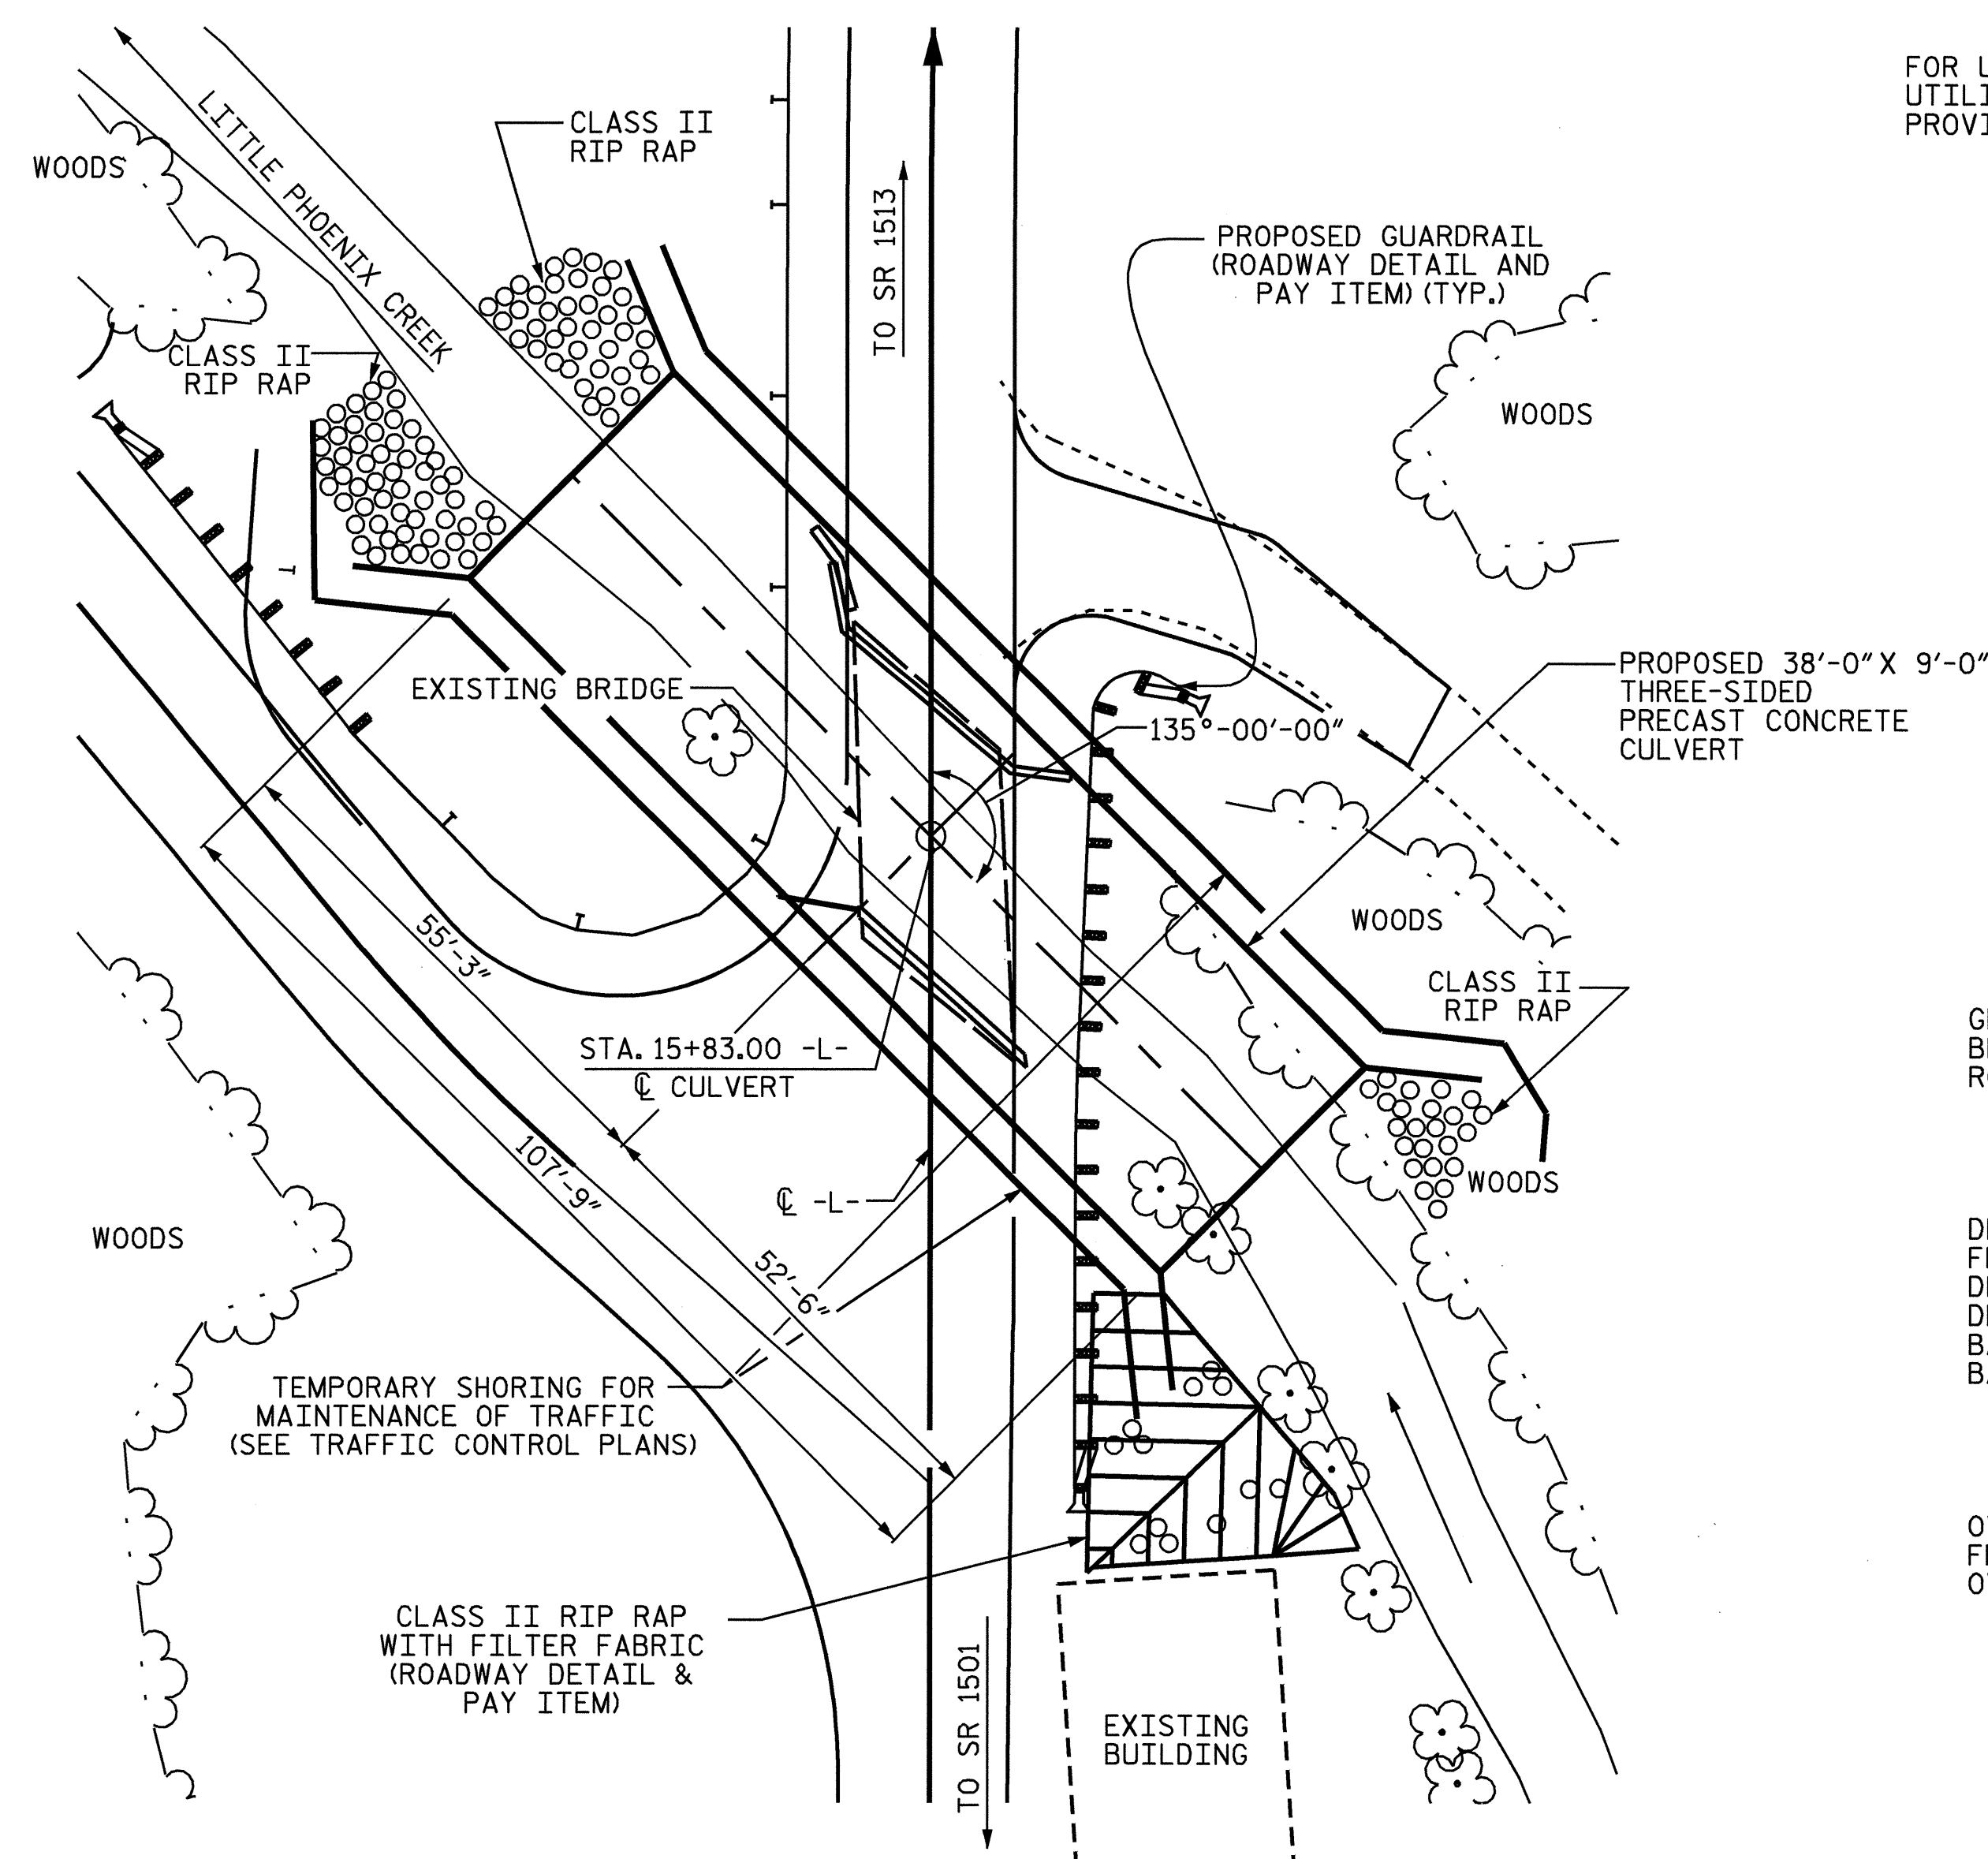 FOR U
UTILI
PROVI
CLASS II
RIP RAP
WOODS
LITTLE PHOENIX CREEK
TO SR 1513
PROPOSED GUARDRAIL
(ROADWAY DETAIL AND
PAY ITEM) (TYP.)
CLASS II
RIP RAP
WOODS
PROPOSED 38'-0" X 9'-0"
THREE-SIDED
PRECAST CONCRETE
CULVERT
EXISTING BRIDGE
135°-00'-00"
WOODS
CLASS II
RIP RAP
55'-3"
STA. 15+83.00 -L-
℄ CULVERT
107'-9"
℄ -L-
WOODS
WOODS
52'-6"
TEMPORARY SHORING FOR
MAINTENANCE OF TRAFFIC
(SEE TRAFFIC CONTROL PLANS)
CLASS II RIP RAP
WITH FILTER FABRIC
(ROADWAY DETAIL &
PAY ITEM)
TO SR 1501
EXISTING
BUILDING